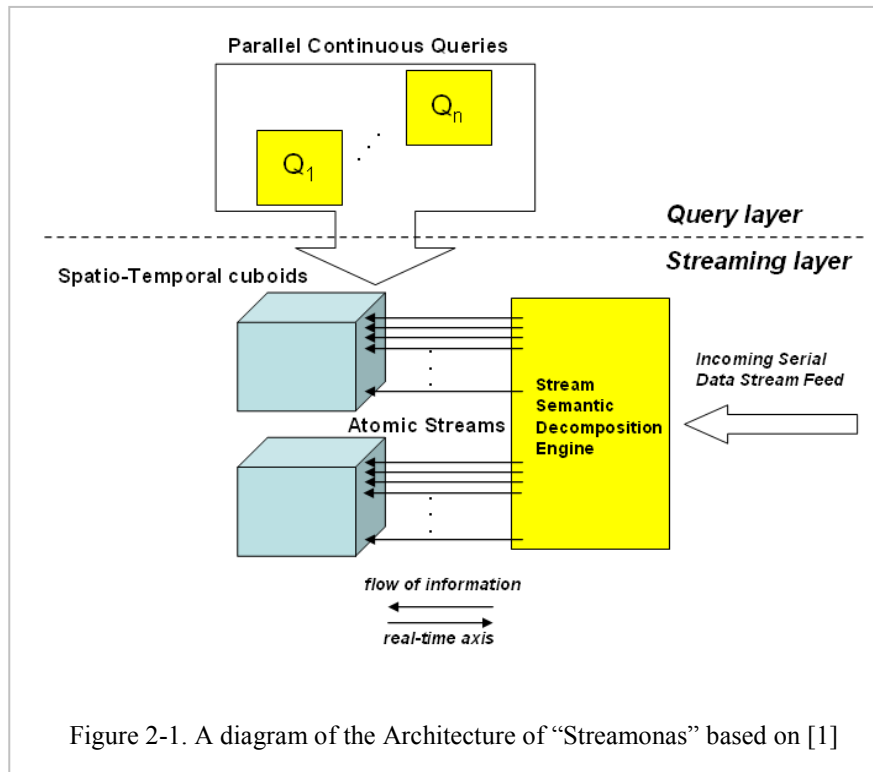 Parallel Continuous Queries
Qn
Q1
Query layer
Streaming layer
Spatio-Temporal cuboids
Incoming Serial
Data Stream Feed
Stream
Semantic
Decomposition
Engine
Atomic Streams
flow of information
real-time axis
Figure 2-1. A diagram of the Architecture of “Streamonas” based on [1]